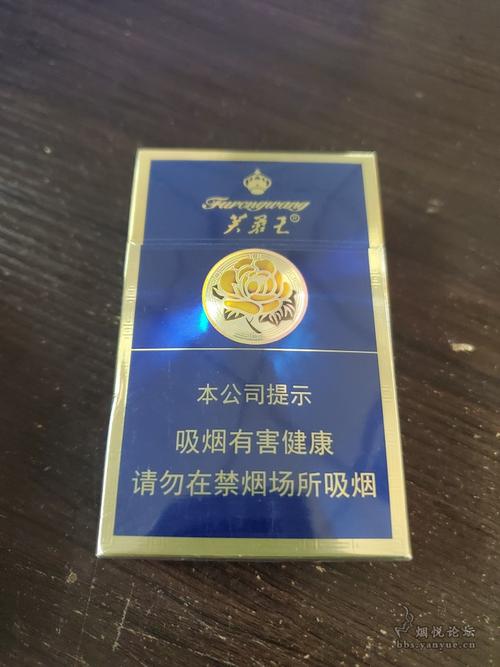 Furongwang
芙蓉王®
本公司提示
吸烟有害健康
请勿在禁烟场所吸烟
烟悦论坛
bbs.yanyue.cn